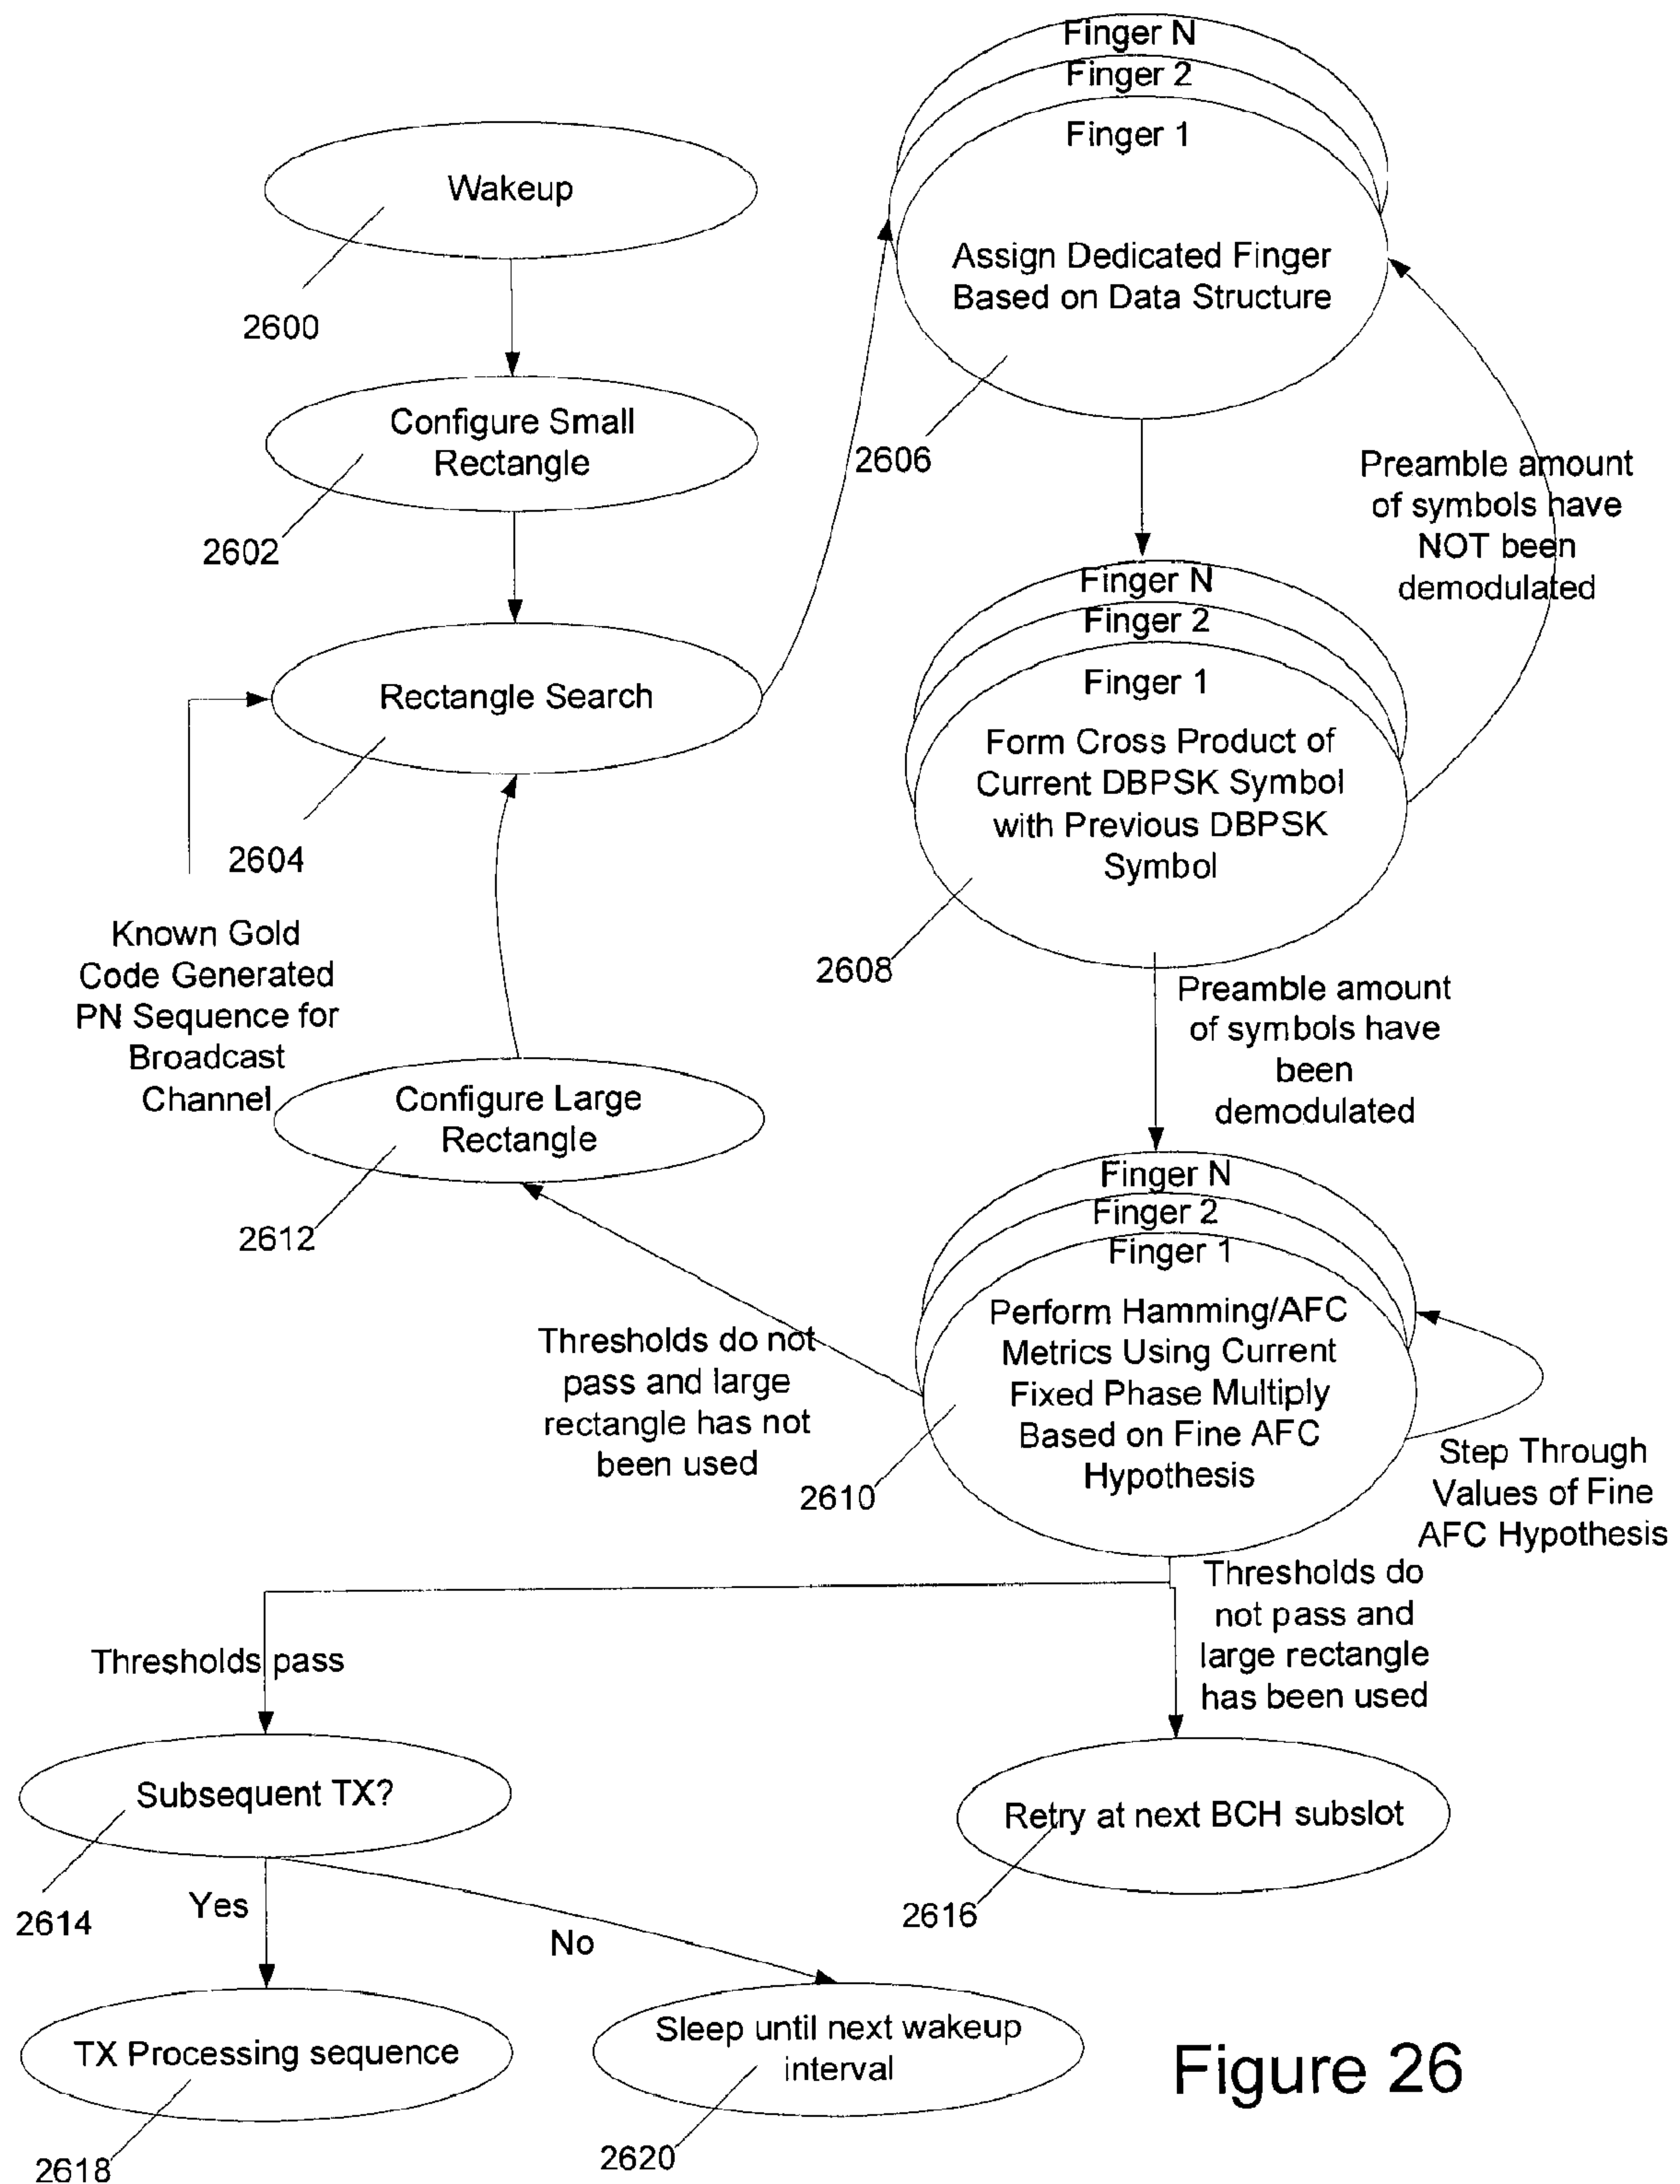 Finger N
Finger 2
Finger 1
Assign Dedicated Finger
Based on Data Structure
2606
Wakeup
2600
Configure Small
Rectangle
2602
Rectangle Search
2604
Known Gold
Code Generated
PN Sequence for
Broadcast
Channel
Preamble amount
of symbols have
NOT been
demodulated
Finger N
Finger 2
Finger 1
Form Cross Product of
Current DBPSK Symbol
with Previous DBPSK
Symbol
2608
Preamble amount
of symbols have
been
demodulated
Configure Large
Rectangle
2612
Finger N
Finger 2
Finger 1
Perform Hamming/AFC
Metrics Using Current
Fixed Phase Multiply
Based on Fine AFC
Hypothesis
2610
Thresholds do not
pass and large
rectangle has not
been used
Step Through
Values of Fine
AFC Hypothesis
Thresholds do
not pass and
large rectangle
has been used
Thresholds pass
Subsequent TX?
2614
Retry at next BCH subslot
2616
Yes
No
TX Processing sequence
2618
Sleep until next wakeup
interval
2620
Figure 26